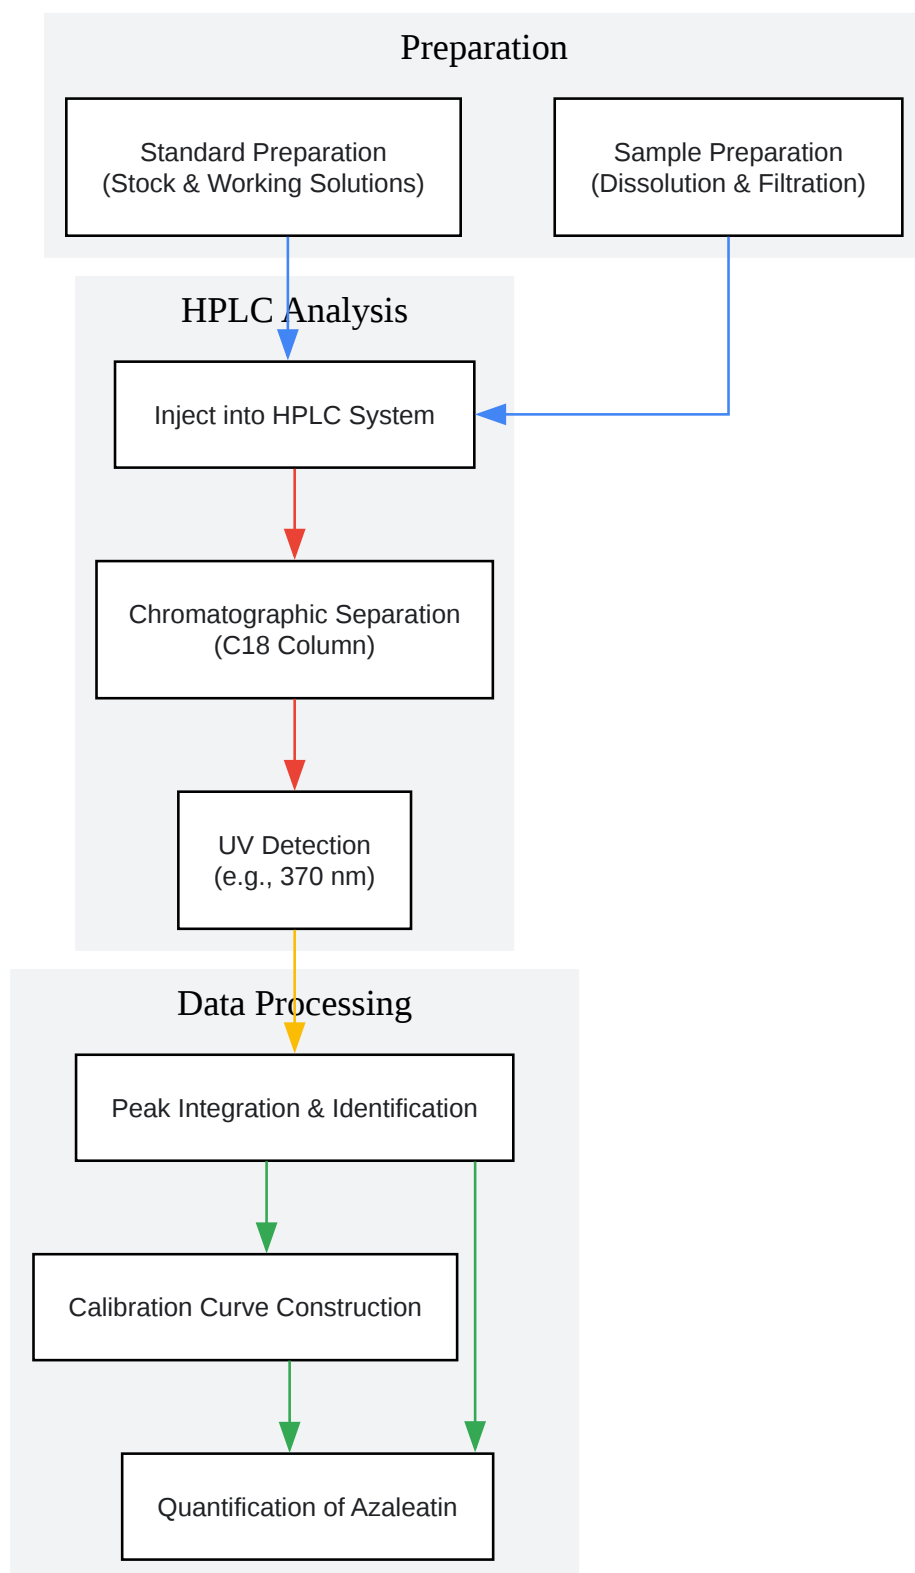 Preparation
Standard Preparation
(Stock & Working Solutions)
Sample Preparation
(Dissolution & Filtration)
HPLC Analysis
Inject into HPLC System
Chromatographic Separation
(C18 Column)
UV Detection
(e.g., 370 nm)
Data Processing
Peak Integration & Identification
Calibration Curve Construction
Quantification of Azaleatin